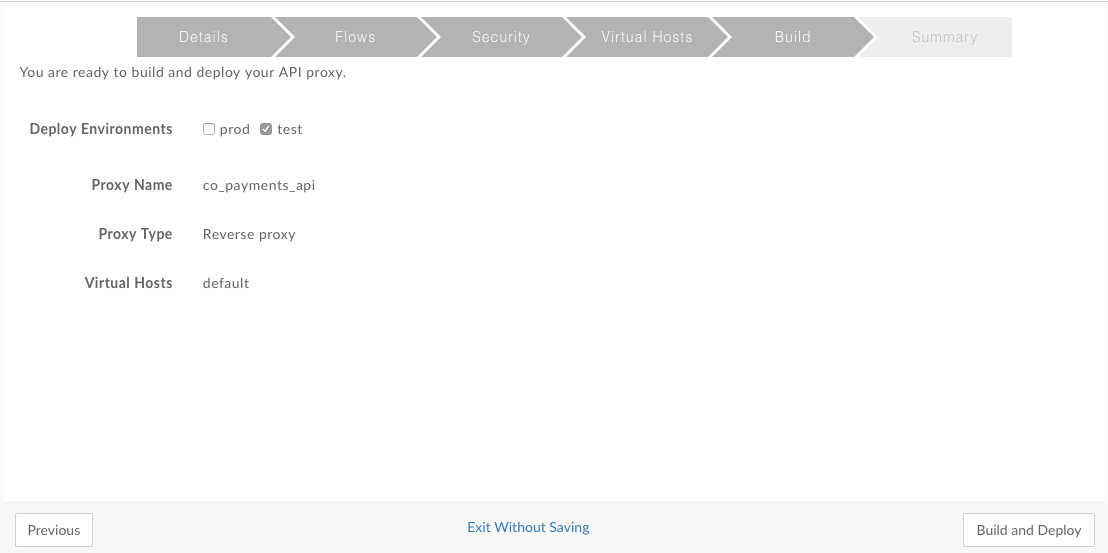 Details Flows Security Virtual Hosts Build Summary
You are ready to build and deploy your API proxy.
Deploy Environments prod test
Proxy Name co_payments_api
Proxy Type Reverse proxy
Virtual Hosts default
Previous Exit Without Saving Build and Deploy